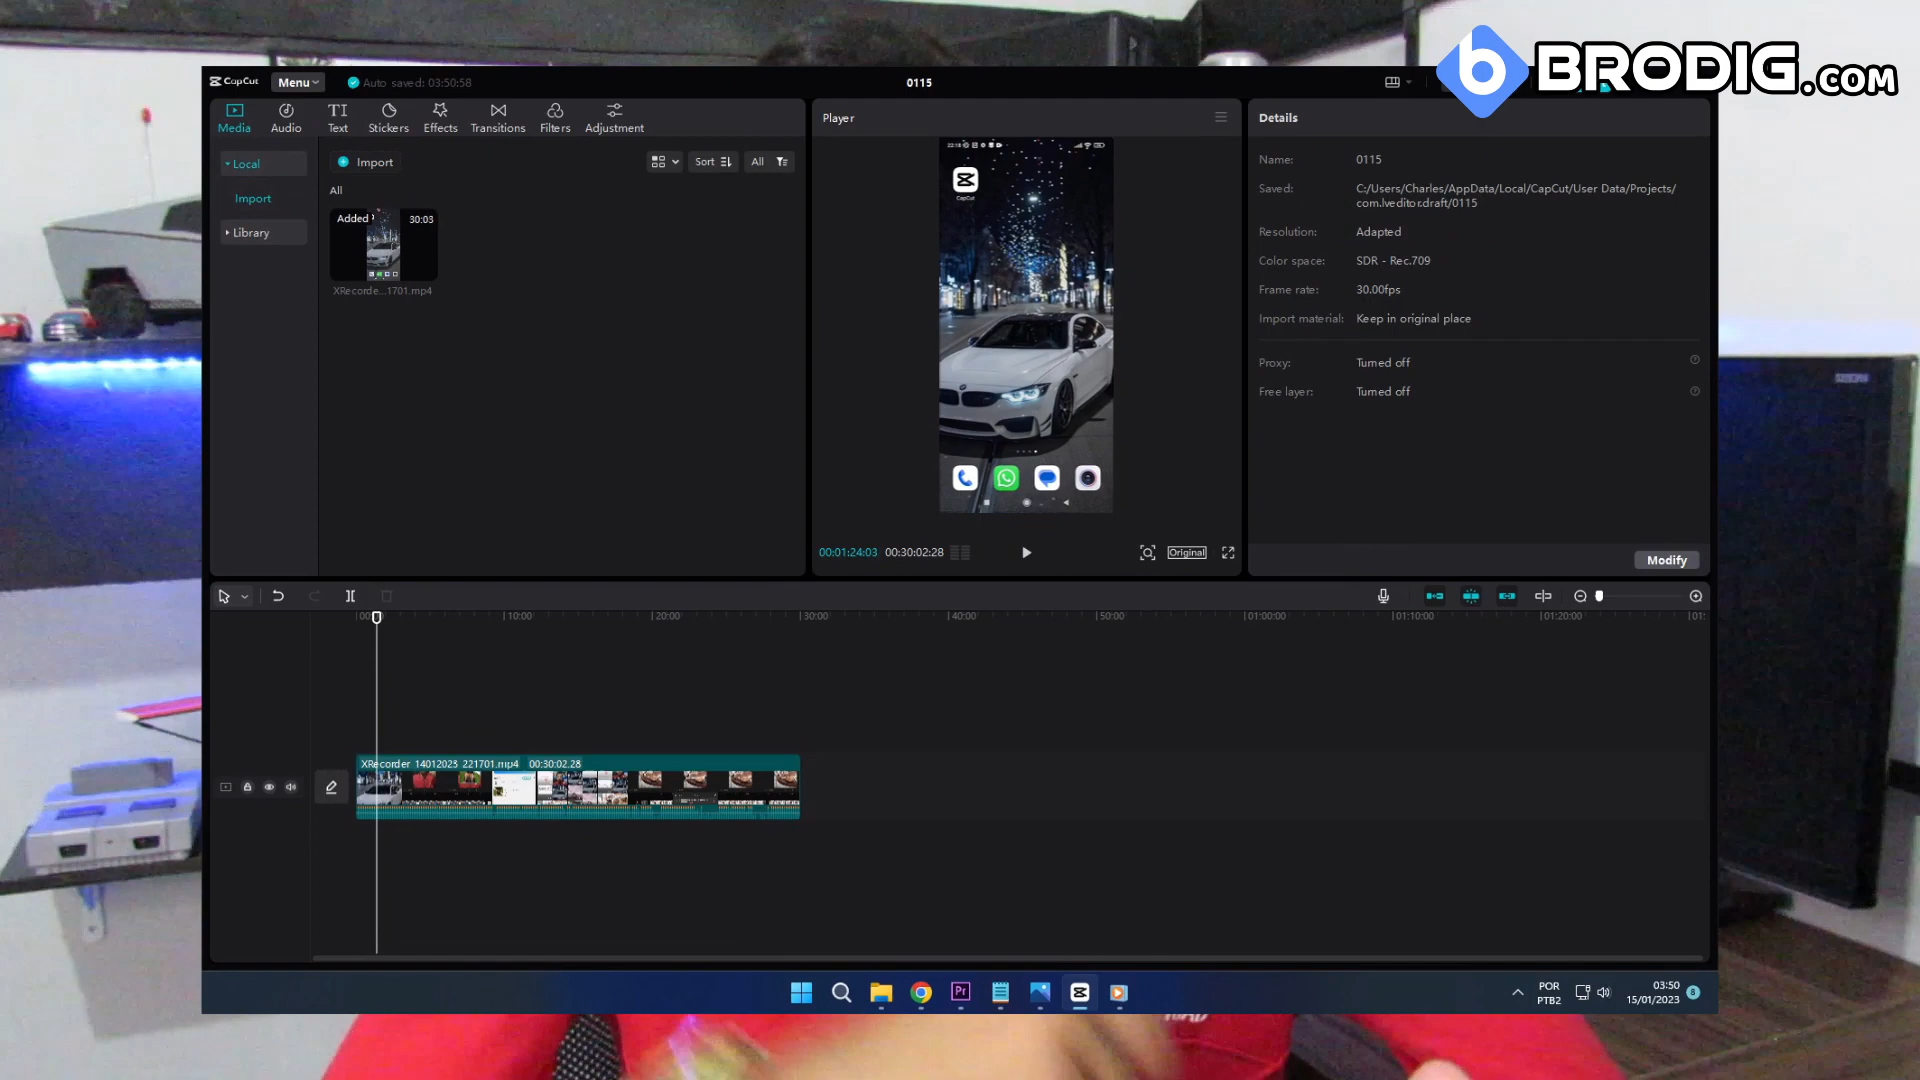 BRODIG.COM
CapCut
Menu
Auto saved: 03:50:58
0115
Media
Audio
TI
Text
Stickers
Effects
Transitions
Filters
Adjustment
Player
Details
Local
Import
Library
Import
Sort
All
All
Added
30:03
XRecorde...1701.mp4
CapCut
00:01:24:03
00:30:02:28
Original
Name:
0115
Saved:
C:/Users/Charles/AppData/Local/CapCut/User Data/Projects/
com.lveditor.draft/0115
Resolution:
Adapted
Color space:
SDR - Rec.709
Frame rate:
30.00fps
Import material:
Keep in original place
Proxy:
Turned off
Free layer:
Turned off
Modify
10:00
20:00
30:00
40:00
50:00
01:00:00
01:10:00
01:20:00
XRecorder_14012023_221701.mp4
00:30:02:28
Pr
POR
PTB2
03:50
15/01/2023
8